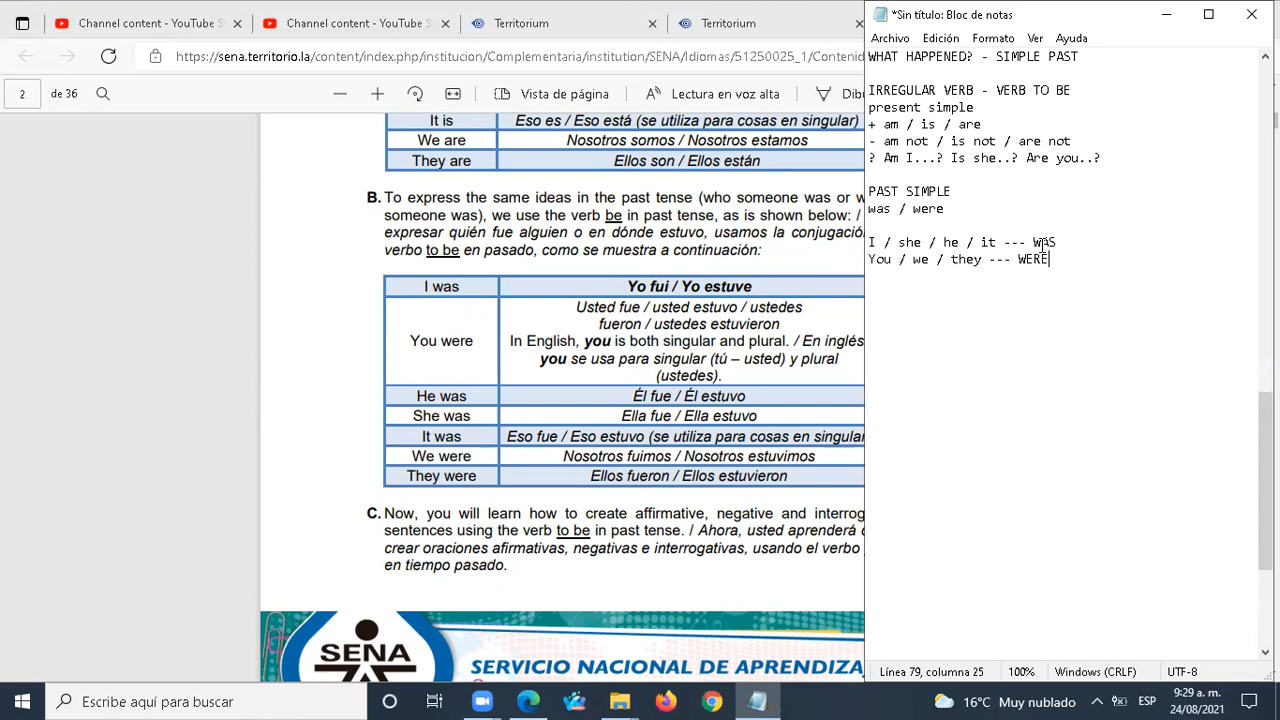 Channel content - YouTube S
Channel content - YouTube S
Territorium
Territorium
*Sin título: Bloc de notas
https://sena.territorio.la/content/index.php/institucion/Complementaria/institution/SENA/Idiomas/51250025_1/Contenid
Archivo Edición Formato Ver Ayuda
2 de 36
Vista de página
Lectura en voz alta
Dibu
WHAT HAPPENED? - SIMPLE PAST
IRREGULAR VERB - VERB TO BE
present simple
+ am / is / are
- am not / is not / are not
? Am I...? Is she..? Are you..?
PAST SIMPLE
was / were
I / she / he / it --- WAS
You / we / they --- WERE
It is Eso es / Eso está (se utiliza para cosas en singular)
We are Nosotros somos / Nosotros estamos
They are Ellos son / Ellos están
B. To express the same ideas in the past tense (who someone was or w
someone was), we use the verb be in past tense, as is shown below: /
expresar quién fue alguien o en dónde estuvo, usamos la conjugació
verbo to be en pasado, como se muestra a continuación:
I was Yo fui / Yo estuve
You were
Usted fue / usted estuvo / ustedes
fueron / ustedes estuvieron
In English, you is both singular and plural. / En inglés
you se usa para singular (tú – usted) y plural
(ustedes).
He was Él fue / Él estuvo
She was Ella fue / Ella estuvo
It was Eso fue / Eso estuvo (se utiliza para cosas en singular
We were Nosotros fuimos / Nosotros estuvimos
They were Ellos fueron / Ellos estuvieron
C. Now, you will learn how to create affirmative, negative and interrog
sentences using the verb to be in past tense. / Ahora, usted aprenderá
crear oraciones afirmativas, negativas e interrogativas, usando el verbo
en tiempo pasado.
SENA
SERVICIO NACIONAL DE APRENDIZA
Línea 79, columna 25 100% Windows (CRLF) UTF-8
Escribe aquí para buscar
16°C Muy nublado
ESP
9:29 a. m.
24/08/2021